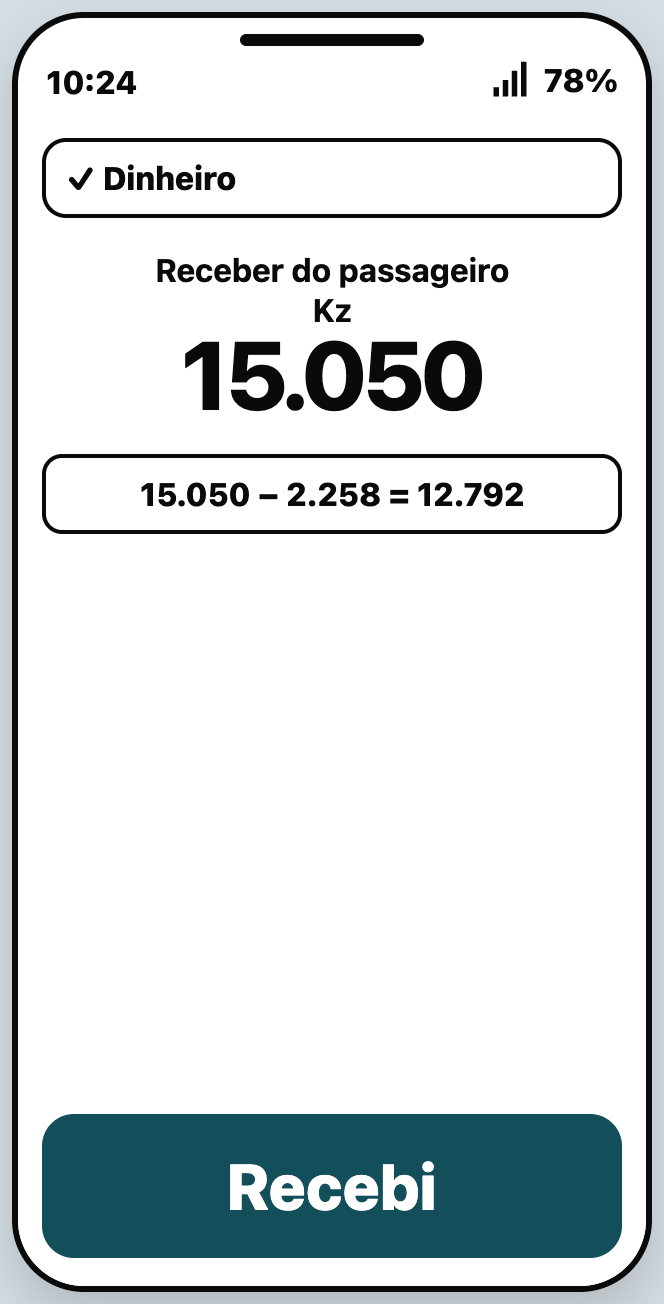 10:24 78%
✓ Dinheiro
Receber do passageiro
Kz
15.050
15.050 – 2.258 = 12.792
Recebi